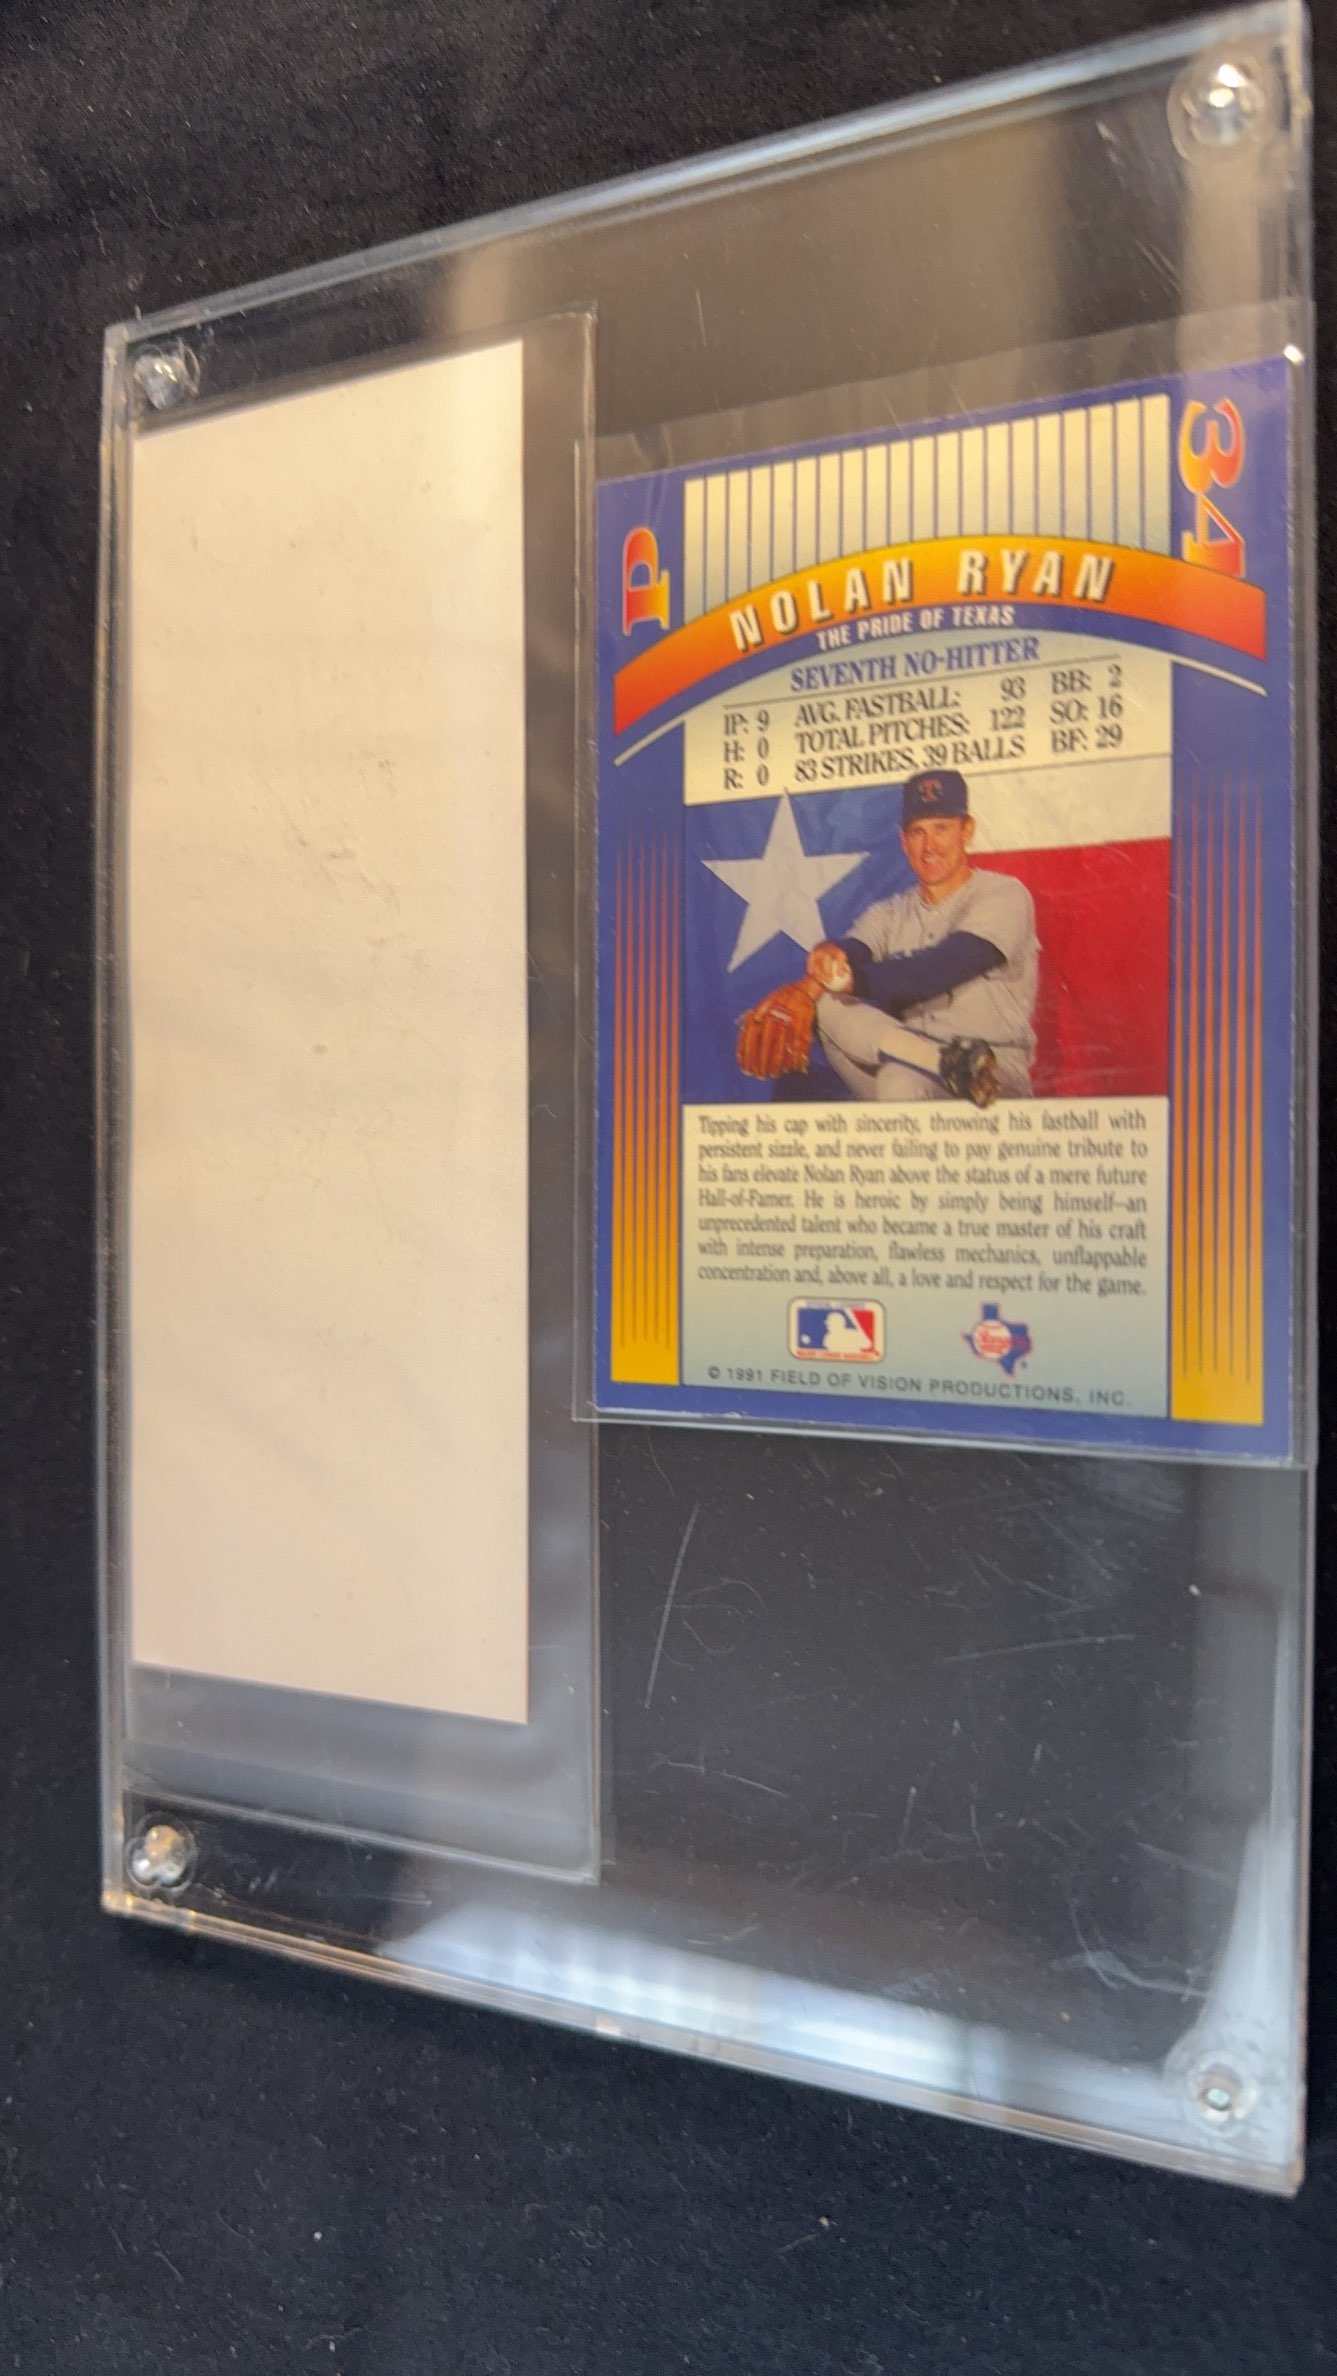 34
P
NOLAN RYAN
THE PRIDE OF TEXAS
SEVENTH NO-HITTER
IP: 9 AVG. FASTBALL: 93 BB: 2
H: 0 TOTAL PITCHES: 122 SO: 16
R: 0 83 STRIKES, 39 BALLS BF: 29
T
Tipping his cap with sincerity, throwing his fastball with
persistent sizzle, and never failing to pay genuine tribute to
his fans elevate Nolan Ryan above the status of a mere future
Hall-of-Famer. He is heroic by simply being himself—an
unprecedented talent who became a true master of his craft
with intense preparation, flawless mechanics, unflappable
concentration and, above all, a love and respect for the game.
Rangers
© 1991 FIELD OF VISION PRODUCTIONS, INC.